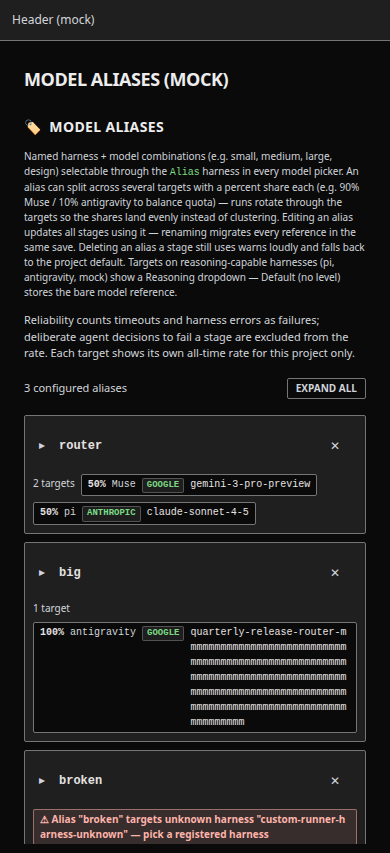 Header (mock)
MODEL ALIASES (MOCK)
MODEL ALIASES
Named harness + model combinations (e.g. small, medium, large,
design) selectable through the Alias harness in every model picker. An
alias can split across several targets with a percent share each (e.g. 90%
Muse / 10% antigravity to balance quota) — runs rotate through the
targets so the shares land evenly instead of clustering. Editing an alias
updates all stages using it — renaming migrates every reference in the
same save. Deleting an alias a stage still uses warns loudly and falls back
to the project default. Targets on reasoning-capable harnesses (pi,
antigravity, mock) show a Reasoning dropdown — Default (no level)
stores the bare model reference.
Reliability counts timeouts and harness errors as failures;
deliberate agent decisions to fail a stage are excluded from the
rate. Each target shows its own all-time rate for this project only.
3 configured aliases EXPAND ALL
▸ router ✕
2 targets 50% Muse GOOGLE gemini-3-pro-preview
50% pi ANTHROPIC claude-sonnet-4-5
▸ big ✕
1 target
100% antigravity GOOGLE quarterly-release-router-m
mmmmmmmmmmmmmmmmmmmmmmmmmm
mmmmmmmmmmmmmmmmmmmmmmmmmm
mmmmmmmmmmmmmmmmmmmmmmmmmm
mmmmmmmmmmmmmmmmmmmmmmmmmm
mmmmmmmmmmmmmmmmmmmmmmmmmm
mmmmmmmmm
▸ broken ✕
⚠ Alias "broken" targets unknown harness "custom-runner-h
arness-unknown" — pick a registered harness